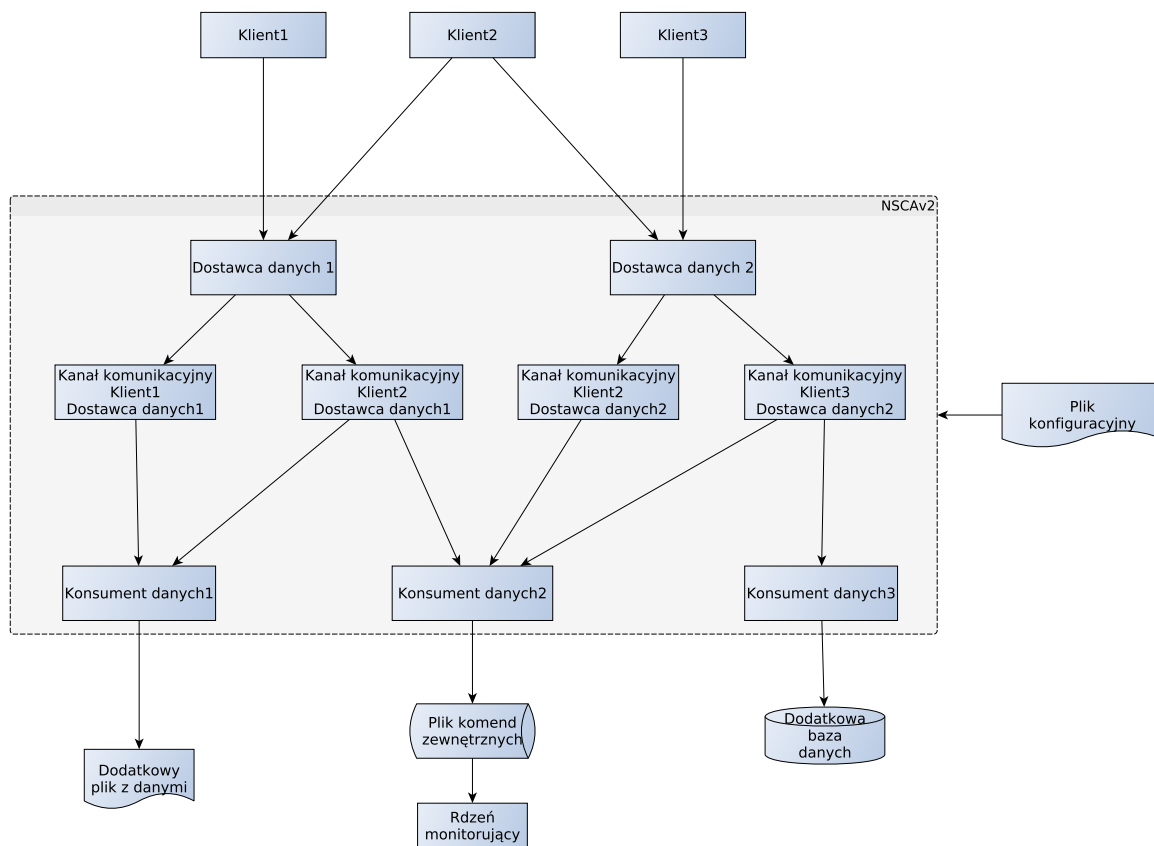 Klient1
Klient2
Klient3
NSCAv2
Dostawca danych 1
Dostawca danych 2
Kanał komunikacyjny
Klient1
Dostawca danych1
Kanał komunikacyjny
Klient2
Dostawca danych1
Kanał komunikacyjny
Klient2
Dostawca danych2
Kanał komunikacyjny
Klient3
Dostawca danych2
Plik
konfiguracyjny
Konsument danych1
Konsument danych2
Konsument danych3
Dodatkowy
plik z danymi
Plik komend
zewnętrznych
Dodatkowa
baza
danych
Rdzeń
monitorujący